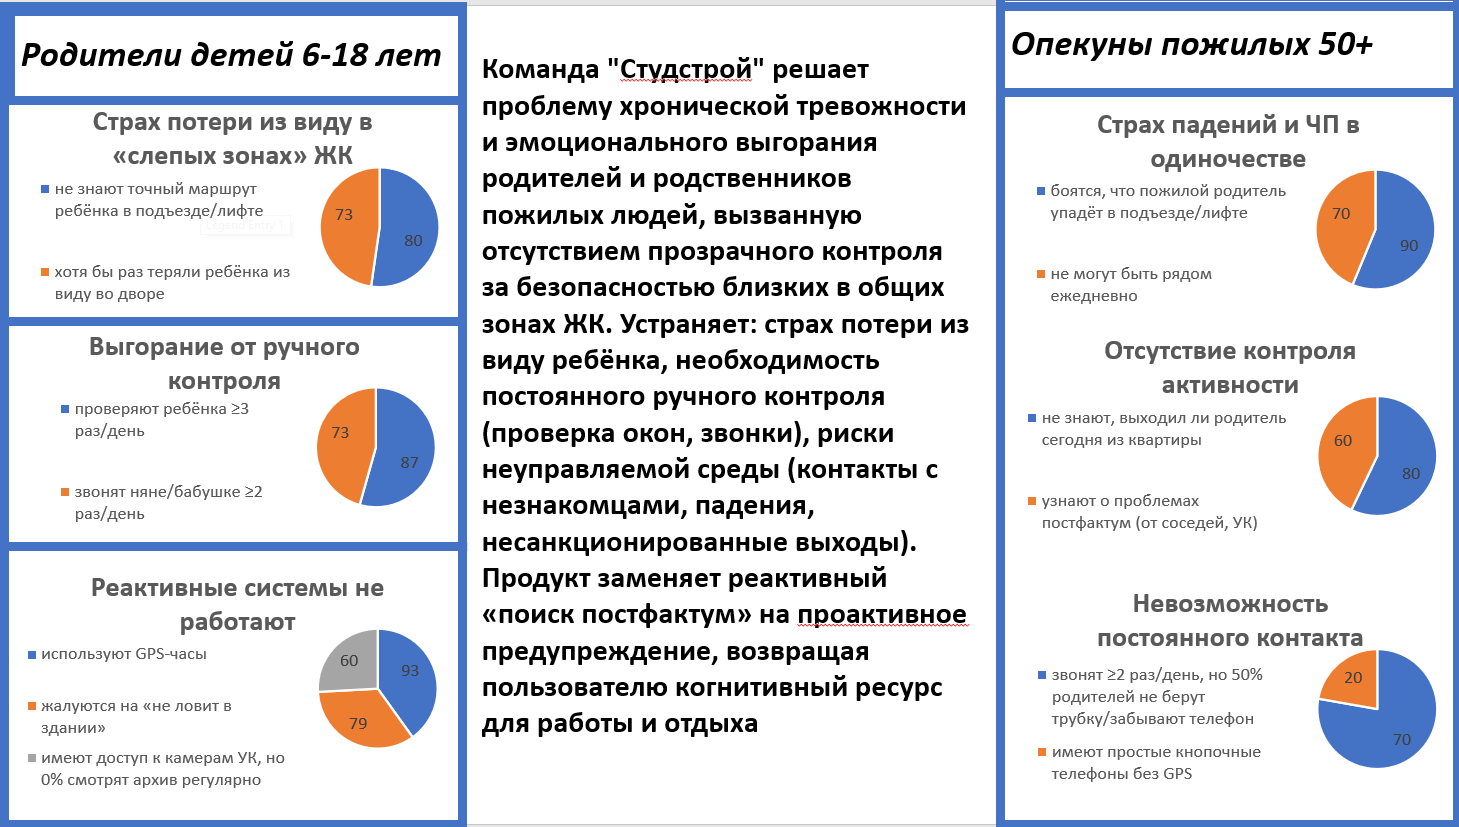 Родители детей 6-18 лет
Страх потери из виду в
«слепых зонах» ЖК
не знают точный маршрут
ребёнка в подъезде/лифте
хотя бы раз теряли ребёнка из
виду во дворе
73
80
Выгорание от ручного
контроля
проверяют ребёнка ≥3
раз/день
звонят няне/бабушке ≥2
раз/день
73
87
Реактивные системы не
работают
используют GPS-часы
жалуются на «не ловит в
здании»
имеют доступ к камерам УК, но
0% смотрят архив регулярно
60
93
79
Команда "Студстрой" решает
проблему хронической тревожности
и эмоционального выгорания
родителей и родственников
пожилых людей, вызванную
отсутствием прозрачного контроля
за безопасностью близких в общих
зонах ЖК. Устраняет: страх потери из
виду ребёнка, необходимость
постоянного ручного контроля
(проверка окон, звонки), риски
неуправляемой среды (контакты с
незнакомцами, падения,
несанкционированные выходы).
Продукт заменяет реактивный
«поиск постфактум» на проактивное
предупреждение, возвращая
пользователю когнитивный ресурс
для работы и отдыха
Опекуны пожилых 50+
Страх падений и ЧП в
одиночестве
боятся, что пожилой родитель
упадёт в подъезде/лифте
не могут быть рядом
ежедневно
70
90
Отсутствие контроля
активности
не знают, выходил ли родитель
сегодня из квартиры
узнают о проблемах
постфактум (от соседей, УК)
60
80
Невозможность
постоянного контакта
звонят ≥2 раз/день, но 50%
родителей не берут
трубку/забывают телефон
имеют простые кнопочные
телефоны без GPS
20
70